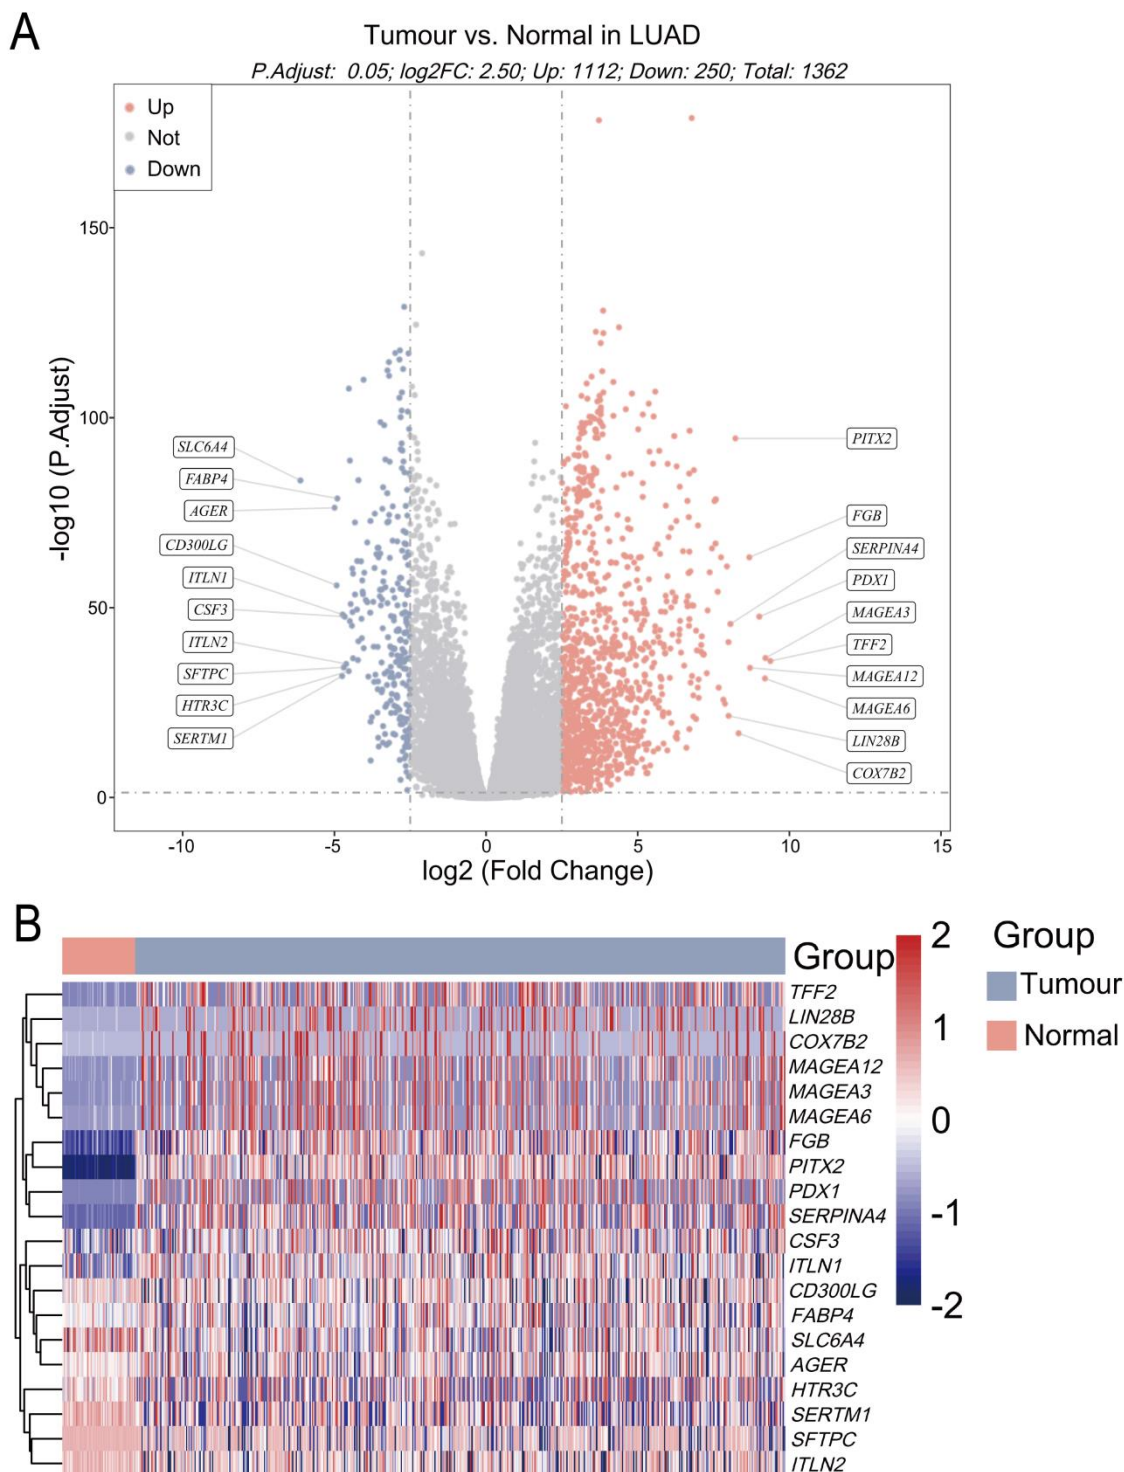 A
Tumour vs. Normal in LUAD
P.Adjust: 0.05; log2FC: 2.50; Up: 1112; Down: 250; Total: 1362
Up
Not
Down
-log10 (P.Adjust)
150
100
50
0
SLC6A4
FABP4
AGER
CD300LG
ITLN1
CSF3
ITLN2
SFTPC
HTR3C
SERTM1
PITX2
FGB
SERPINA4
PDX1
MAGEA3
TFF2
MAGEA12
MAGEA6
LIN28B
COX7B2
-10 -5 0 5 10 15
log2 (Fold Change)
B
Group
TFF2
LIN28B
COX7B2
MAGEA12
MAGEA3
MAGEA6
FGB
PITX2
PDX1
SERPINA4
CSF3
ITLN1
CD300LG
FABP4
SLC6A4
AGER
HTR3C
SERTM1
SFTPC
ITLN2
2
1
0
-1
-2
Group
Tumour
Normal